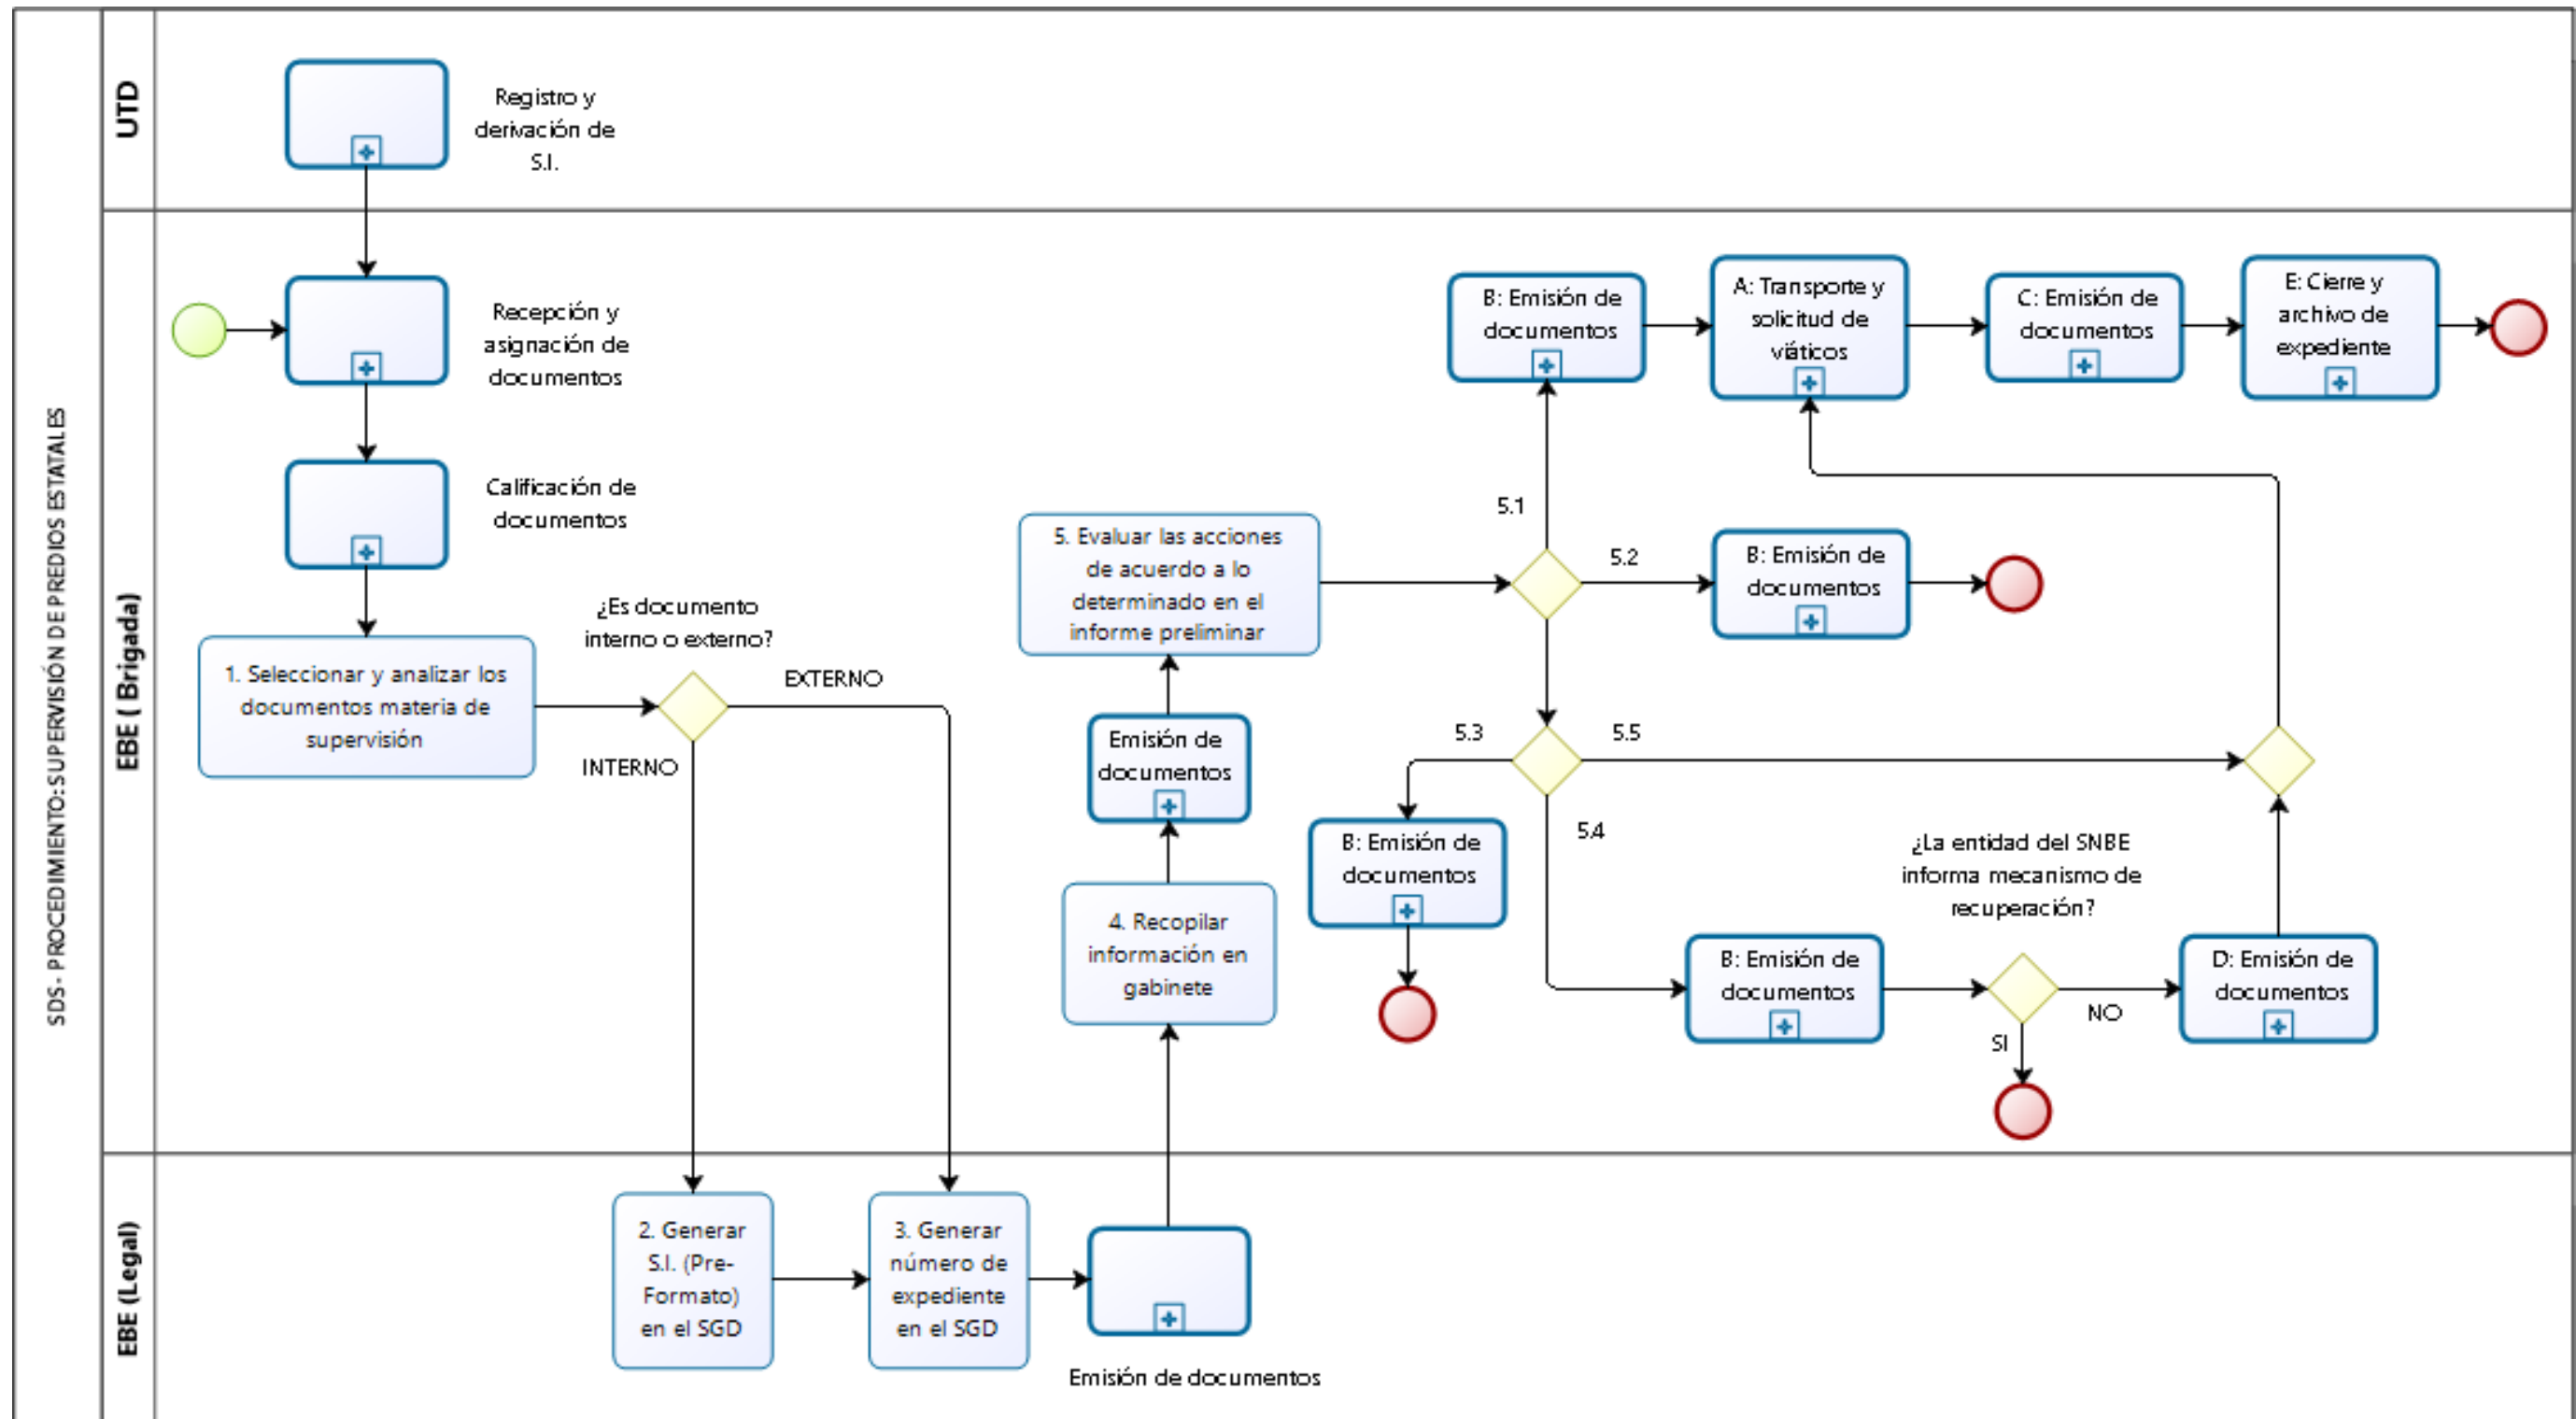 SDS - PROCEDIMIENTO: SUPERVISIÓN DE PREDIOS ESTATALES
UTD
Registro y
derivación de
S.I.
EBE ( Brigada)
Recepción y
asignación de
documentos
Calificación de
documentos
1. Seleccionar y analizar los
documentos materia de
supervisión
¿Es documento
interno o externo?
EXTERNO
INTERNO
5. Evaluar las acciones
de acuerdo a lo
determinado en el
informe preliminar
Emisión de
documentos
4. Recopilar
información en
gabinete
B: Emisión de
documentos
A: Transporte y
solicitud de
viáticos
C: Emisión de
documentos
E: Cierre y
archivo de
expediente
5.1
5.2
B: Emisión de
documentos
5.3
5.5
B: Emisión de
documentos
5.4
B: Emisión de
documentos
¿La entidad del SNBE
informa mecanismo de
recuperación?
NO
SI
D: Emisión de
documentos
EBE (Legal)
2. Generar
S.I. (Pre-
Formato)
en el SGD
3. Generar
número de
expediente
en el SGD
Emisión de documentos